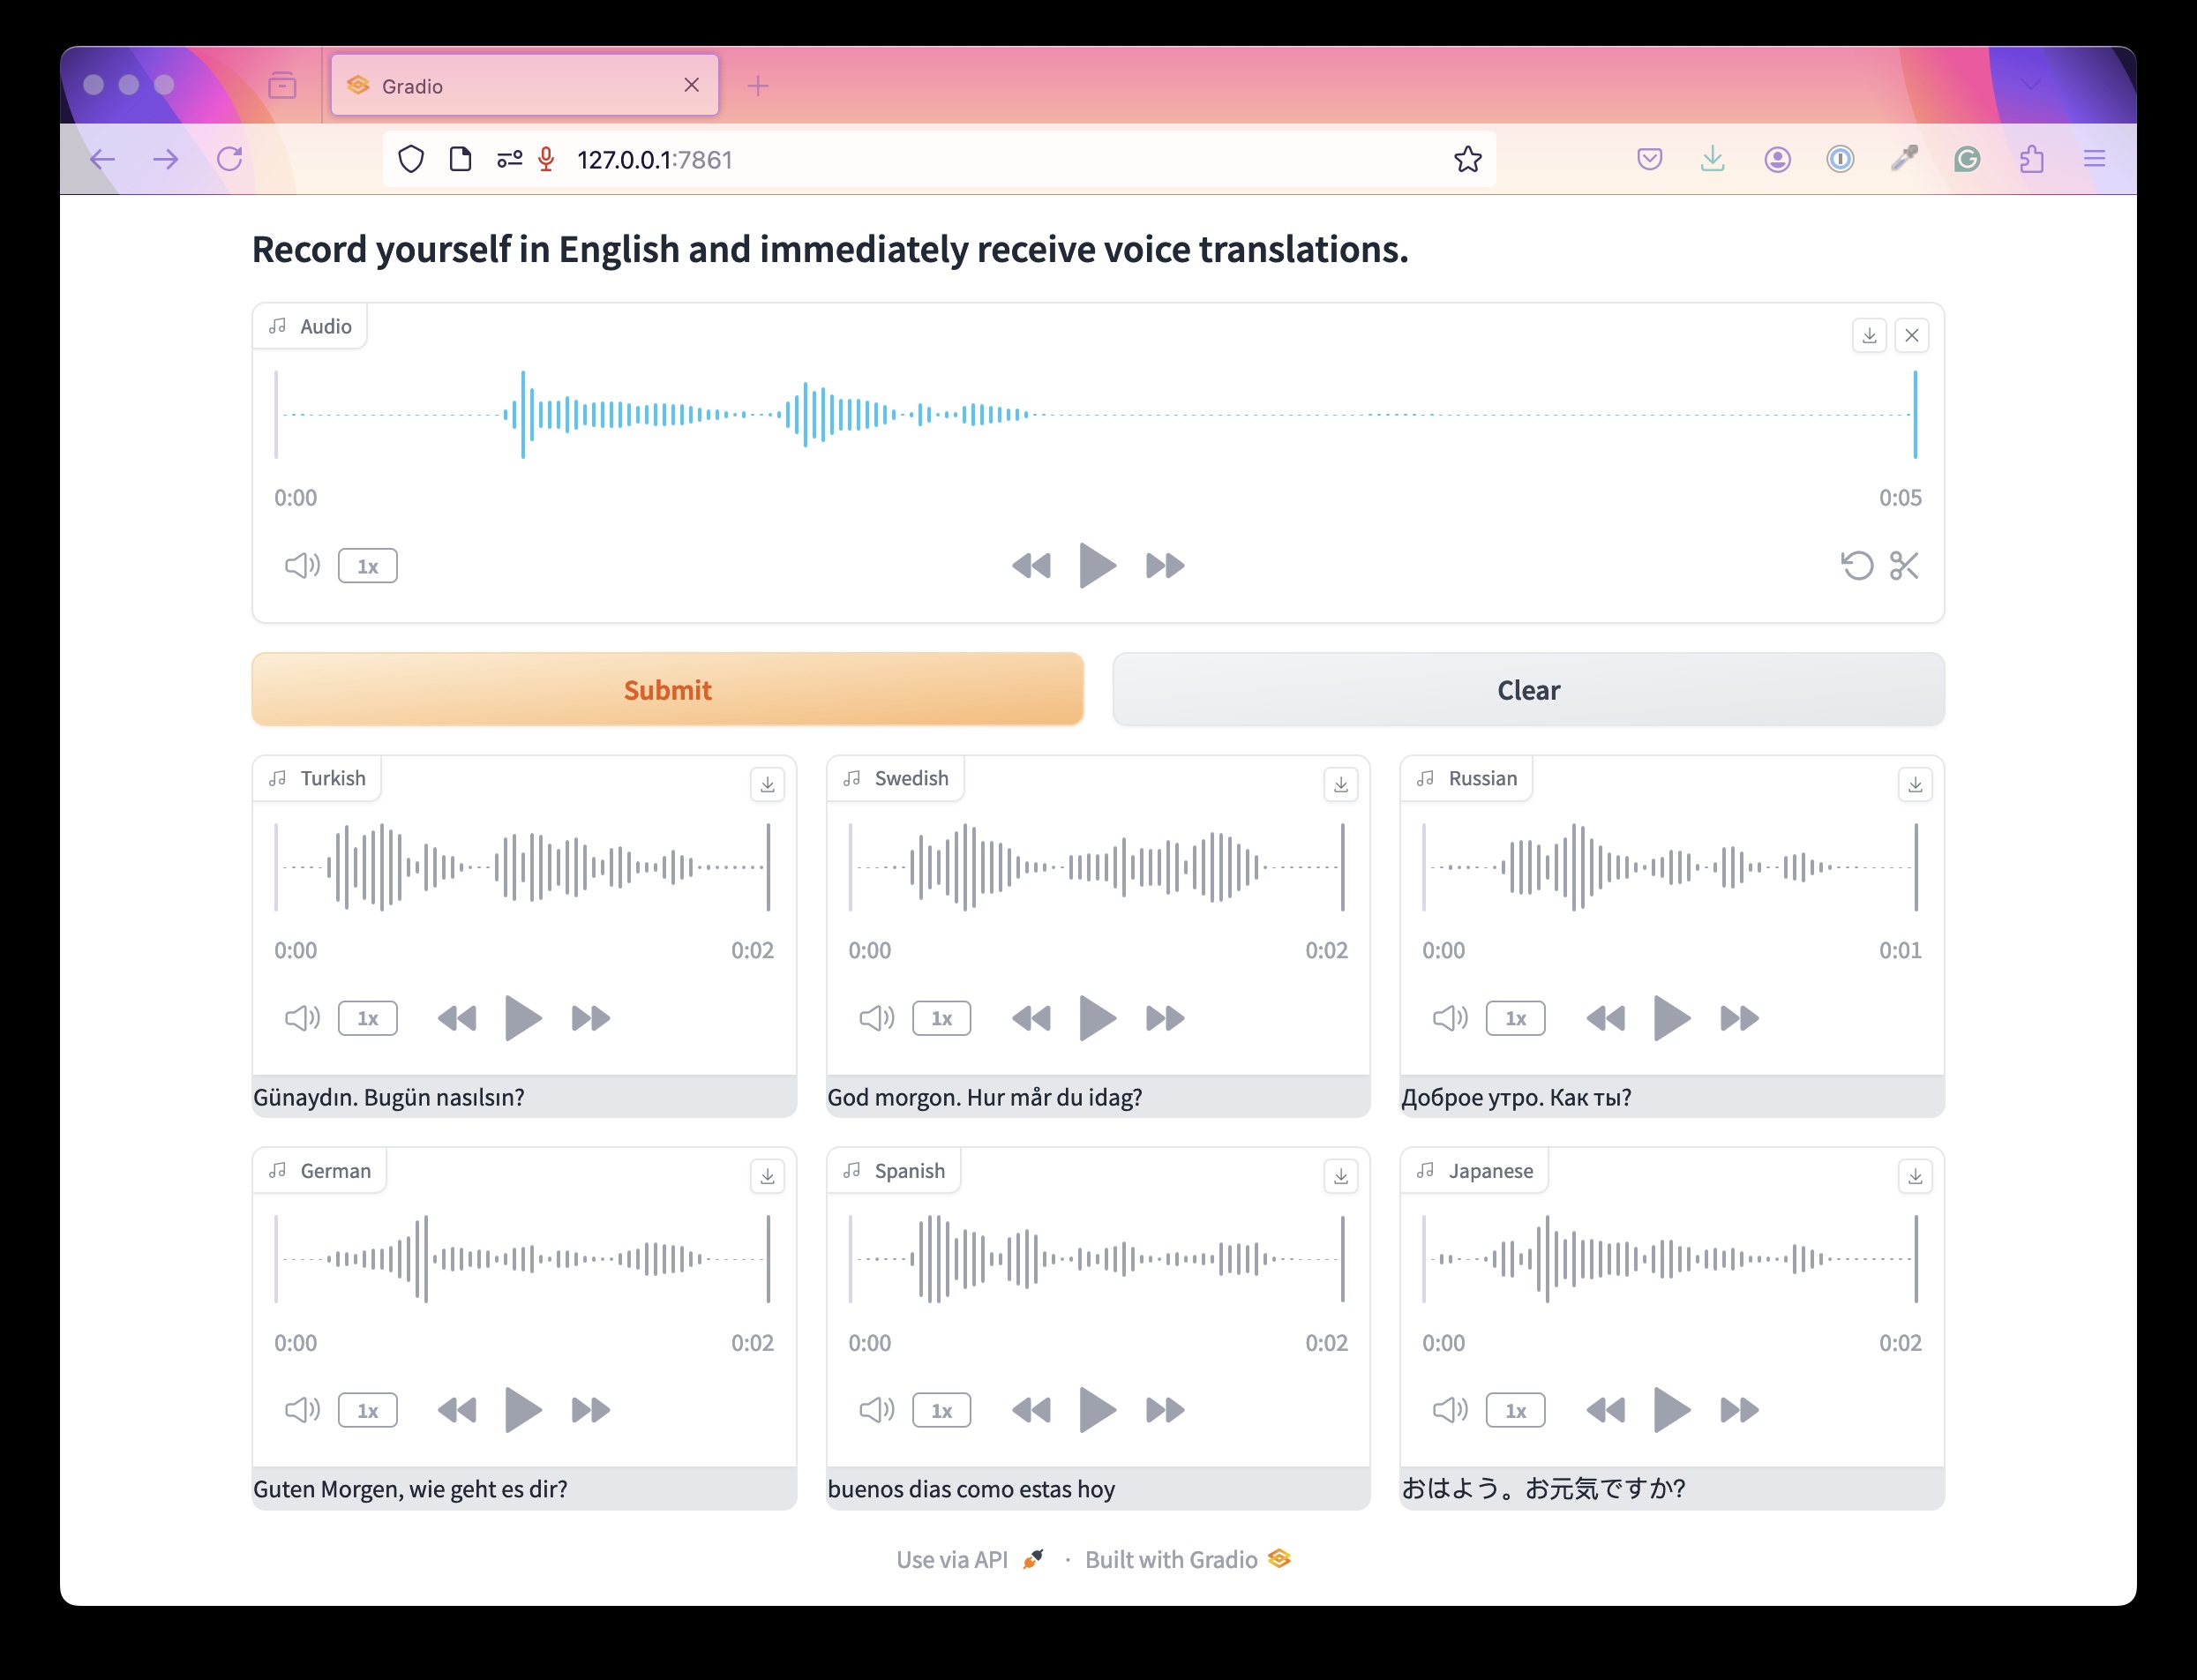 Gradio
127.0.0.1:7861
Record yourself in English and immediately receive voice translations.
Audio
0:00 0:05
1x
Submit Clear
Turkish Swedish Russian
0:00 0:02 0:00 0:02 0:00 0:01
1x 1x 1x
Günaydın. Bugün nasılsın? God morgon. Hur mår du idag? Доброе утро. Как ты?
German Spanish Japanese
0:00 0:02 0:00 0:02 0:00 0:02
1x 1x 1x
Guten Morgen, wie geht es dir? buenos dias como estas hoy おはよう。お元気ですか?
Use via API · Built with Gradio